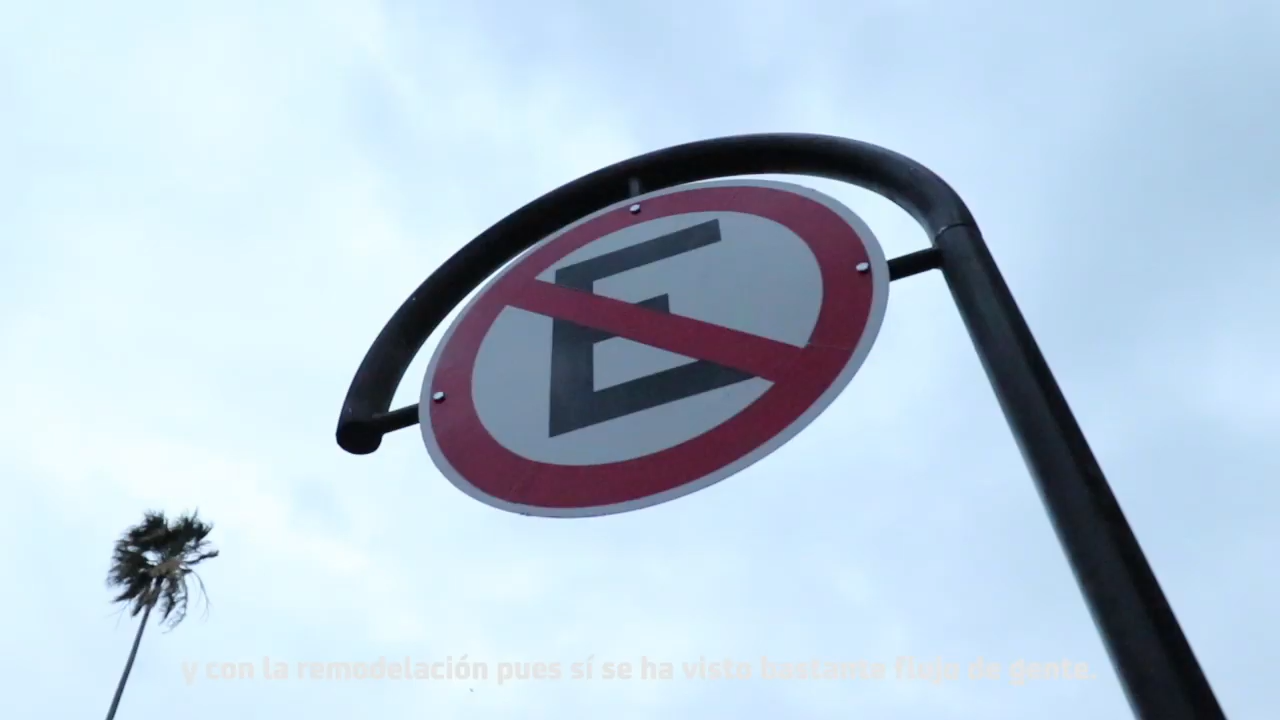 E
y con la remodelación pues sí se ha visto bastante flujo de gente.